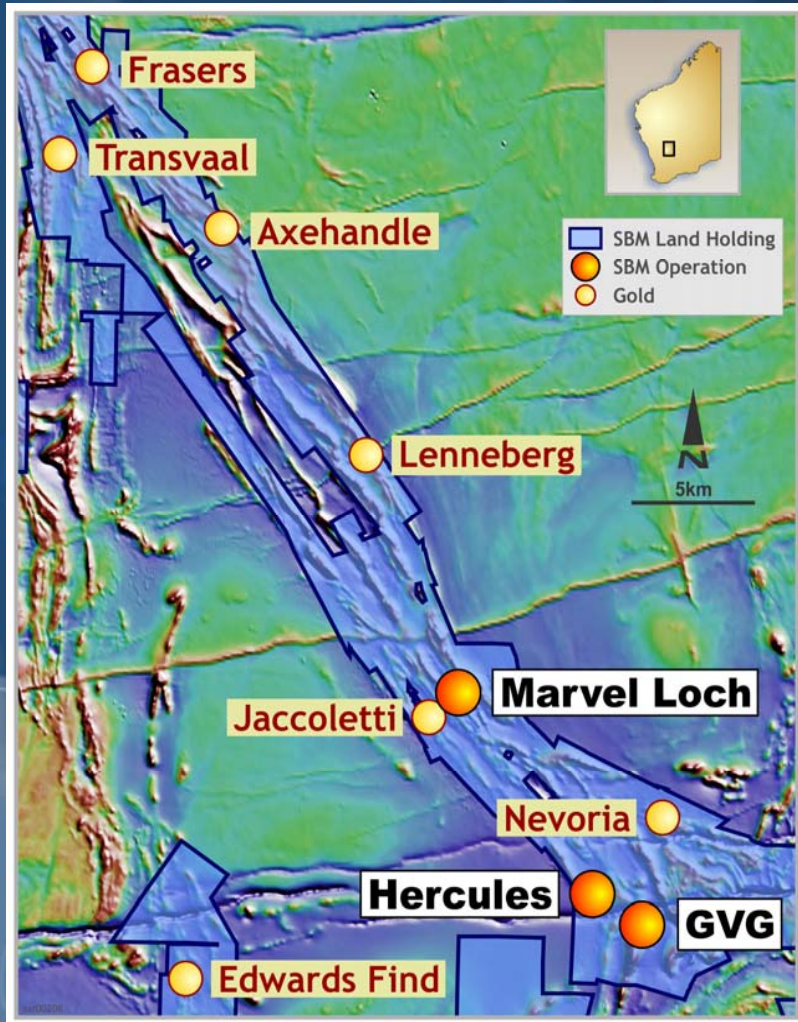 Frasers
Transvaal
Axehandle
SBM Land Holding
SBM Operation
Gold
Lenneberg
N
5km
Marvel Loch
Jaccoletti
Nevoria
Hercules
GVG
Edwards Find